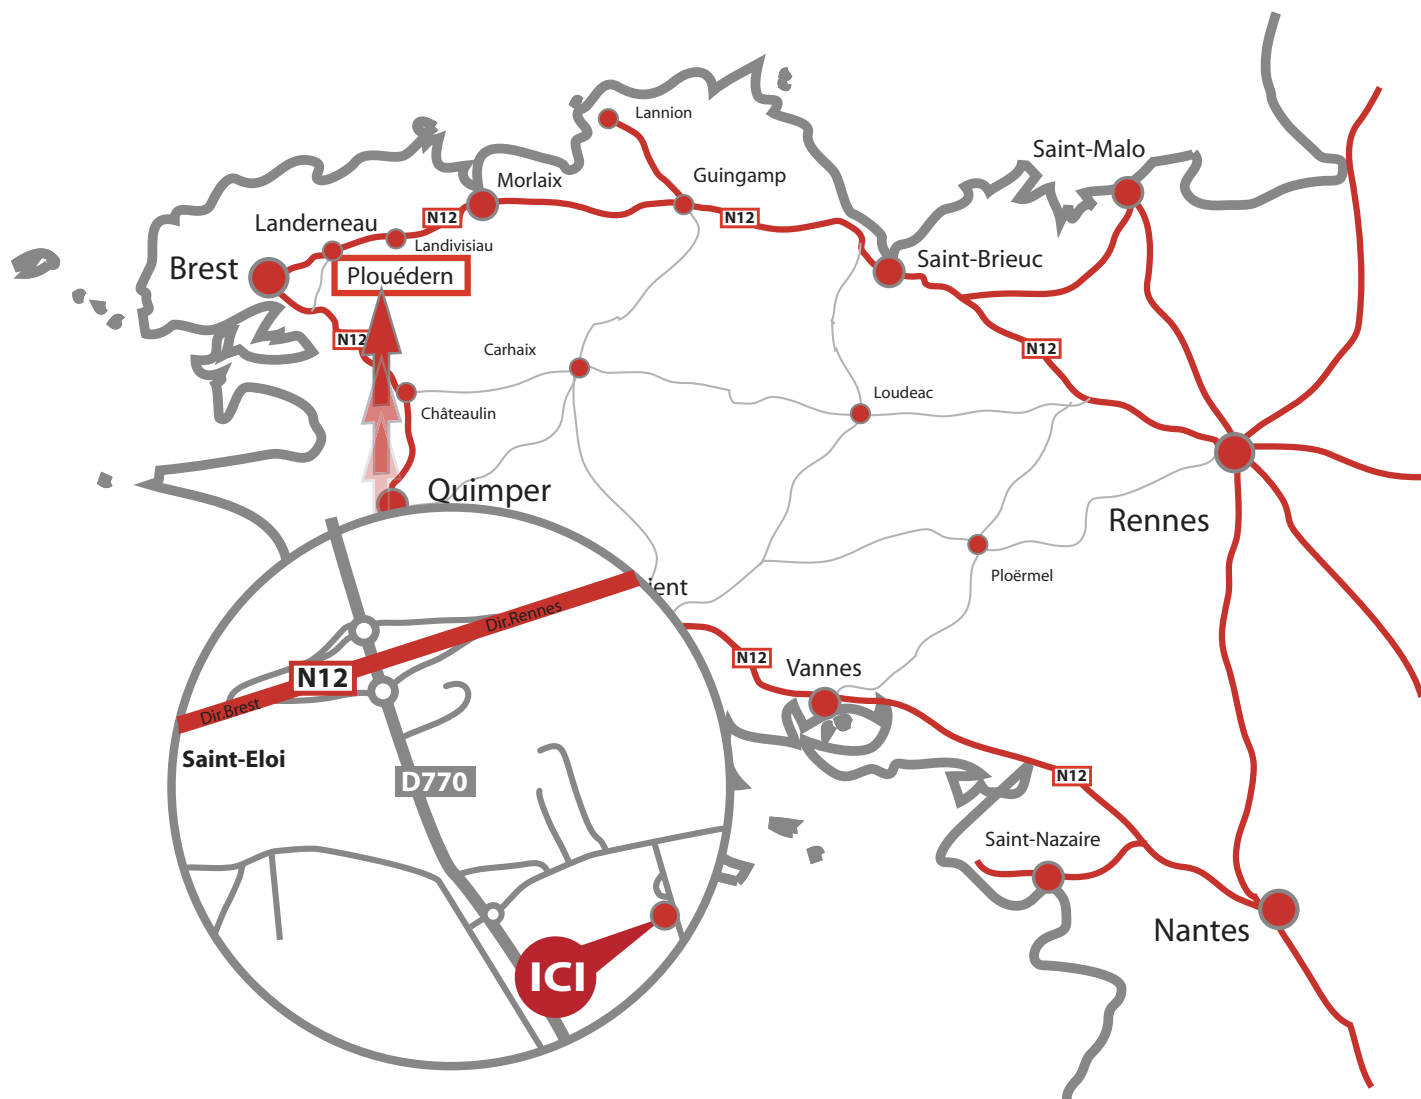 Lannion
Saint-Malo
Guingamp
Morlaix
N12
N12
Landerneau
Landivisiau
Saint-Brieuc
Brest
Plouédern
N12
N12
Carhaix
Loudeac
Châteaulin
Quimper
Rennes
Ploërmel
ient
Dir.Rennes
N12
Vannes
N12
Dir.Brest
Saint-Eloi
D770
N12
Saint-Nazaire
Nantes
ICI